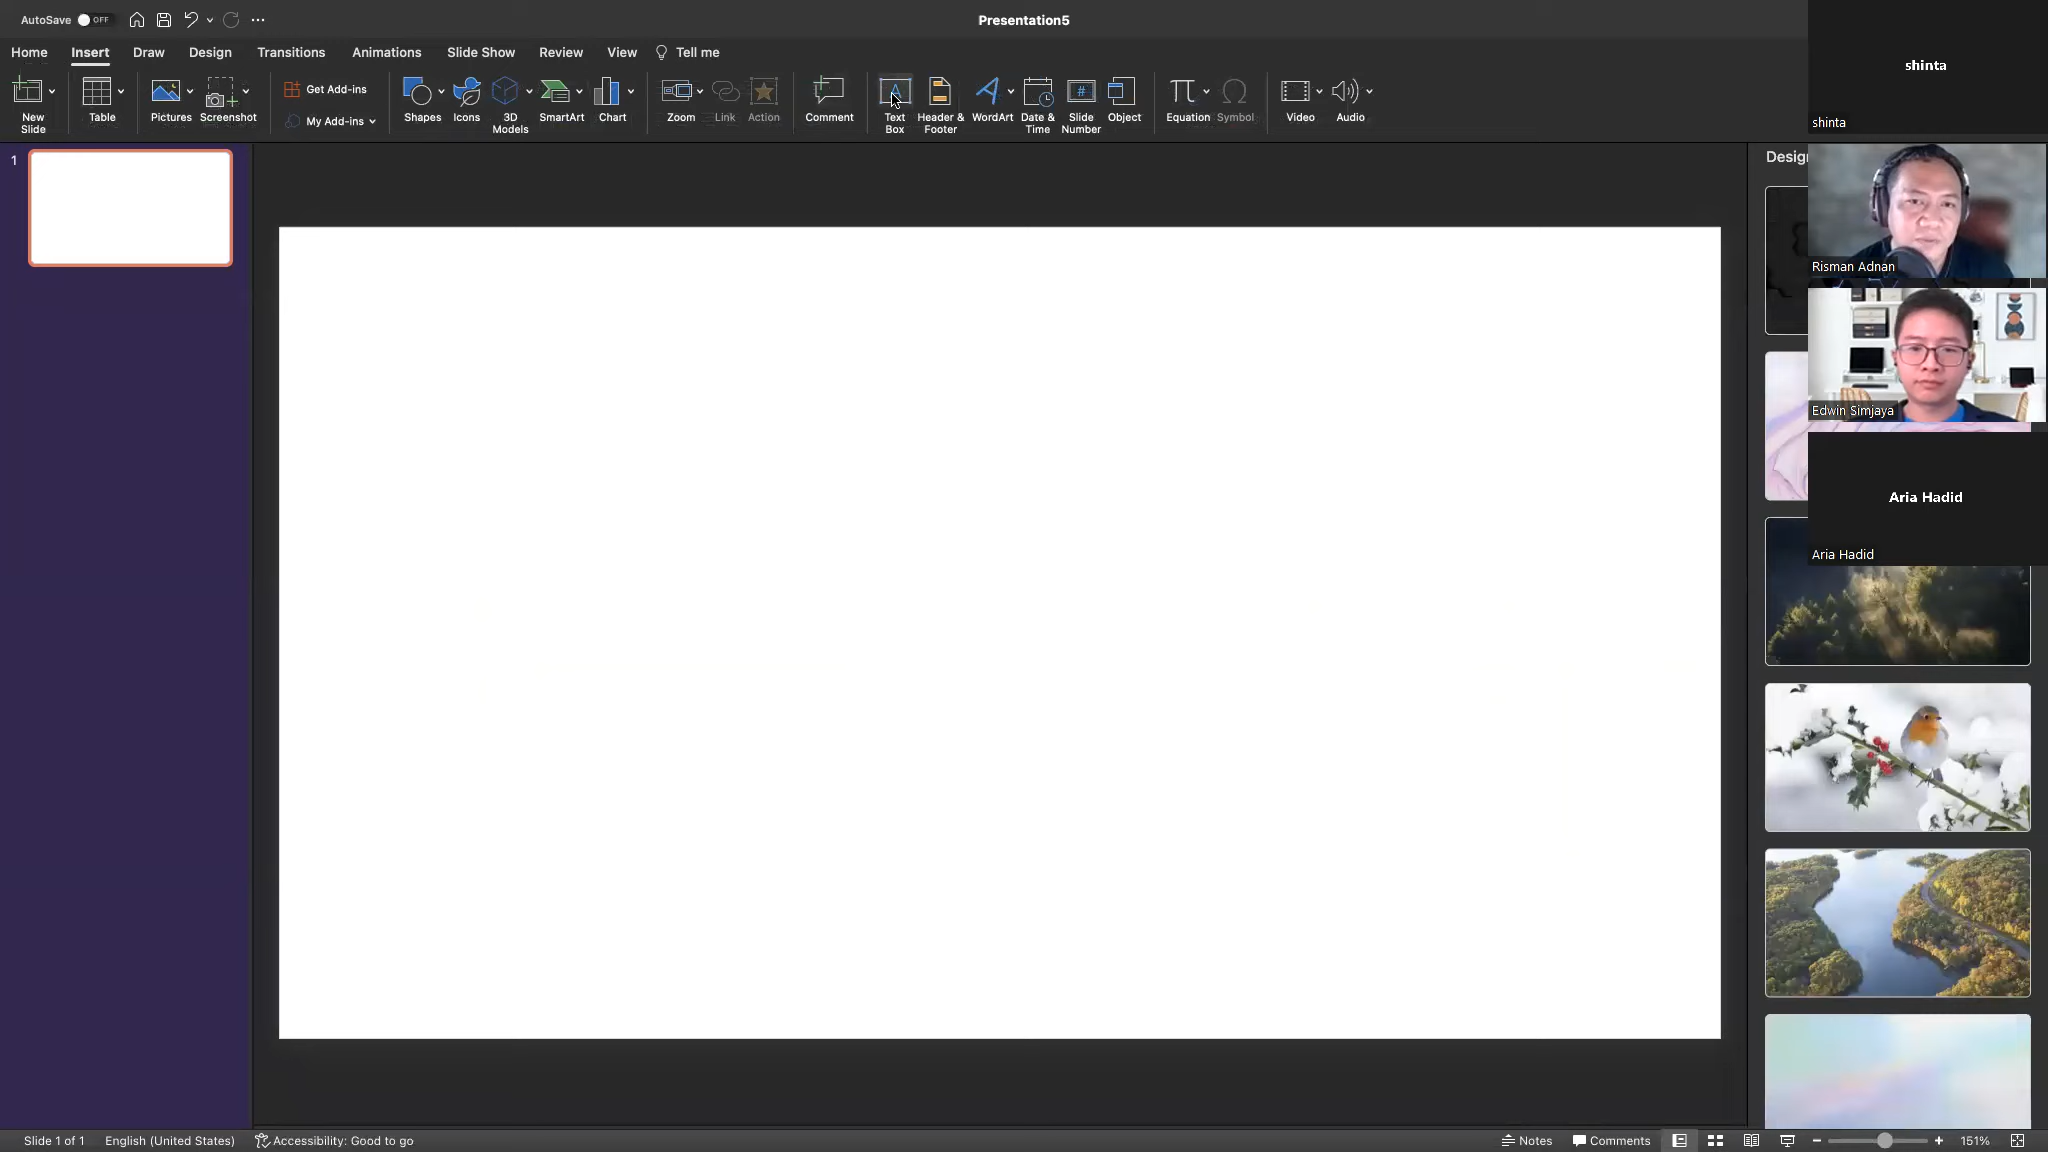 AutoSave OFF
Presentation5
Home Insert Draw Design Transitions Animations Slide Show Review View Tell me
New Slide
Table
Pictures
Screenshot
Get Add-ins
My Add-ins
Shapes
Icons
3D Models
SmartArt
Chart
Zoom
Link
Action
Comment
Text Box
Header & Footer
WordArt
Date & Time
Slide Number
Object
Equation
Symbol
Video
Audio
shinta
shinta
1
Risman Adnan
Edwin Simjaya
Aria Hadid
Aria Hadid
Slide 1 of 1 English (United States) Accessibility: Good to go Notes Comments 151%